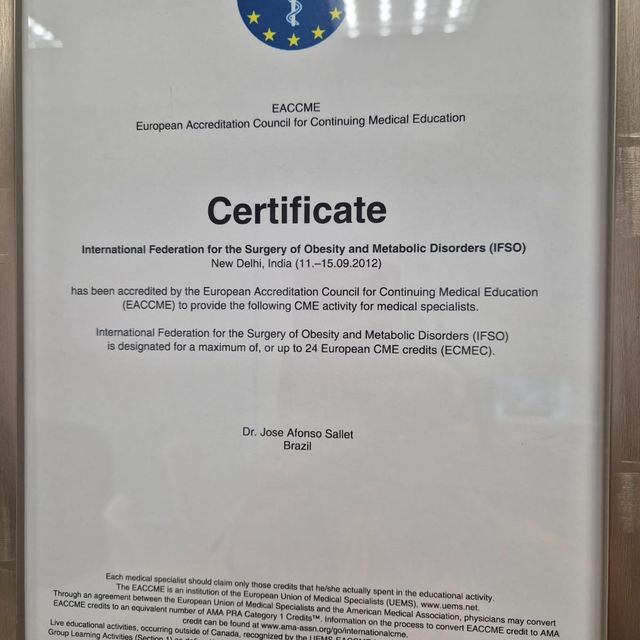 EACCME
European Accreditation Council for Continuing Medical Education
Certificate
International Federation for the Surgery of Obesity and Metabolic Disorders (IFSO)
New Delhi, India (11.–15.09.2012)
has been accredited by the European Accreditation Council for Continuing Medical Education
(EACCME) to provide the following CME activity for medical specialists.
International Federation for the Surgery of Obesity and Metabolic Disorders (IFSO)
is designated for a maximum of, or up to 24 European CME credits (ECMEC).
Dr. Jose Afonso Sallet
Brazil
Each medical specialist should claim only those credits that he/she actually spent in the educational activity.
The EACCME is an institution of the European Union of Medical Specialists (UEMS), www.uems.net.
Through an agreement between the European Union of Medical Specialists and the American Medical Association, physicians may convert
EACCME credits to an equivalent number of AMA PRA Category 1 Credits™. Information on the process to convert EACCME credit to AMA
credit can be found at www.ama-assn.org/go/internationalcme.
Live educational activities, occurring outside of Canada, recognized by the UEMS-EACCME
Group Learning Activities (Section 1) as